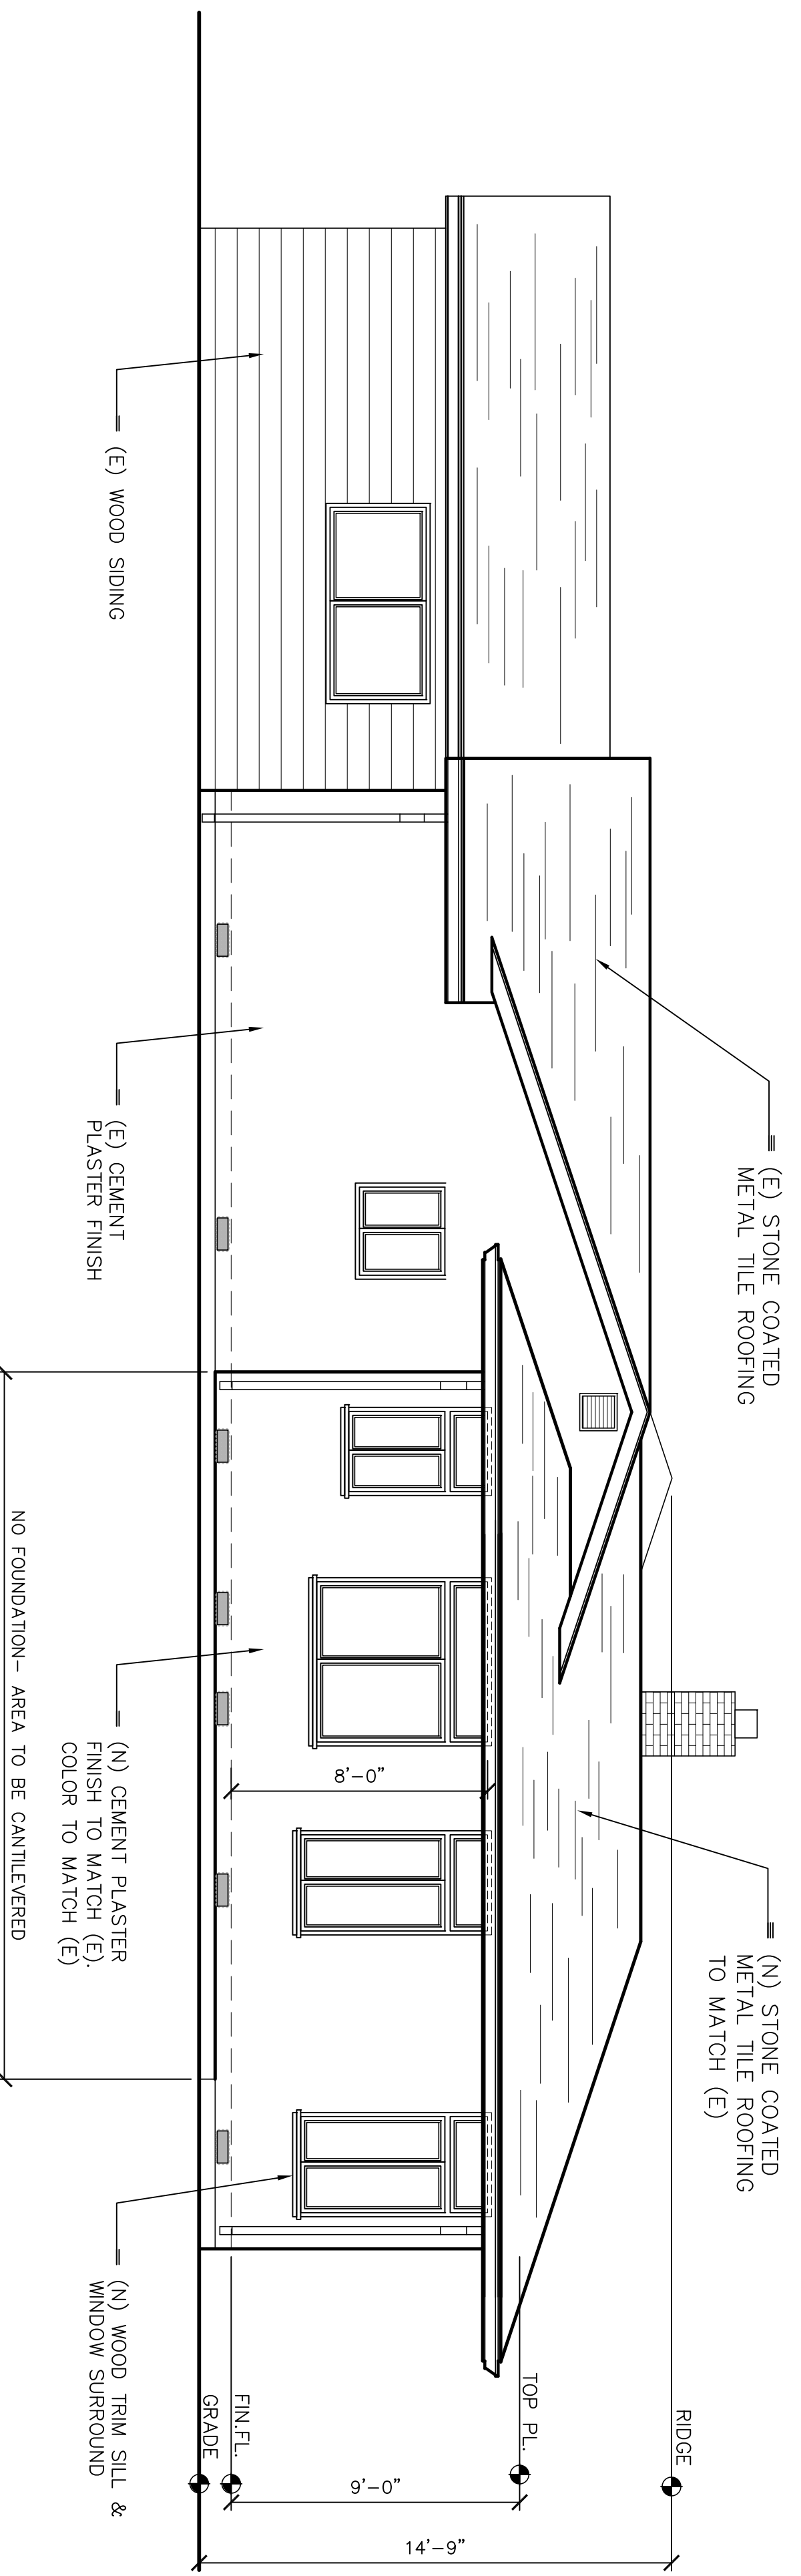 (E) STONE COATED
METAL TILE ROOFING
(N) STONE COATED
METAL TILE ROOFING
TO MATCH (E)
RIDGE
TOP PL.
FIN.FL.
GRADE
9'-0"
14'-9"
8'-0"
(E) WOOD SIDING
(E) CEMENT
PLASTER FINISH
(N) CEMENT PLASTER
FINISH TO MATCH (E).
COLOR TO MATCH (E)
(N) WOOD TRIM SILL &
WINDOW SURROUND
NO FOUNDATION- AREA TO BE CANTILEVERED